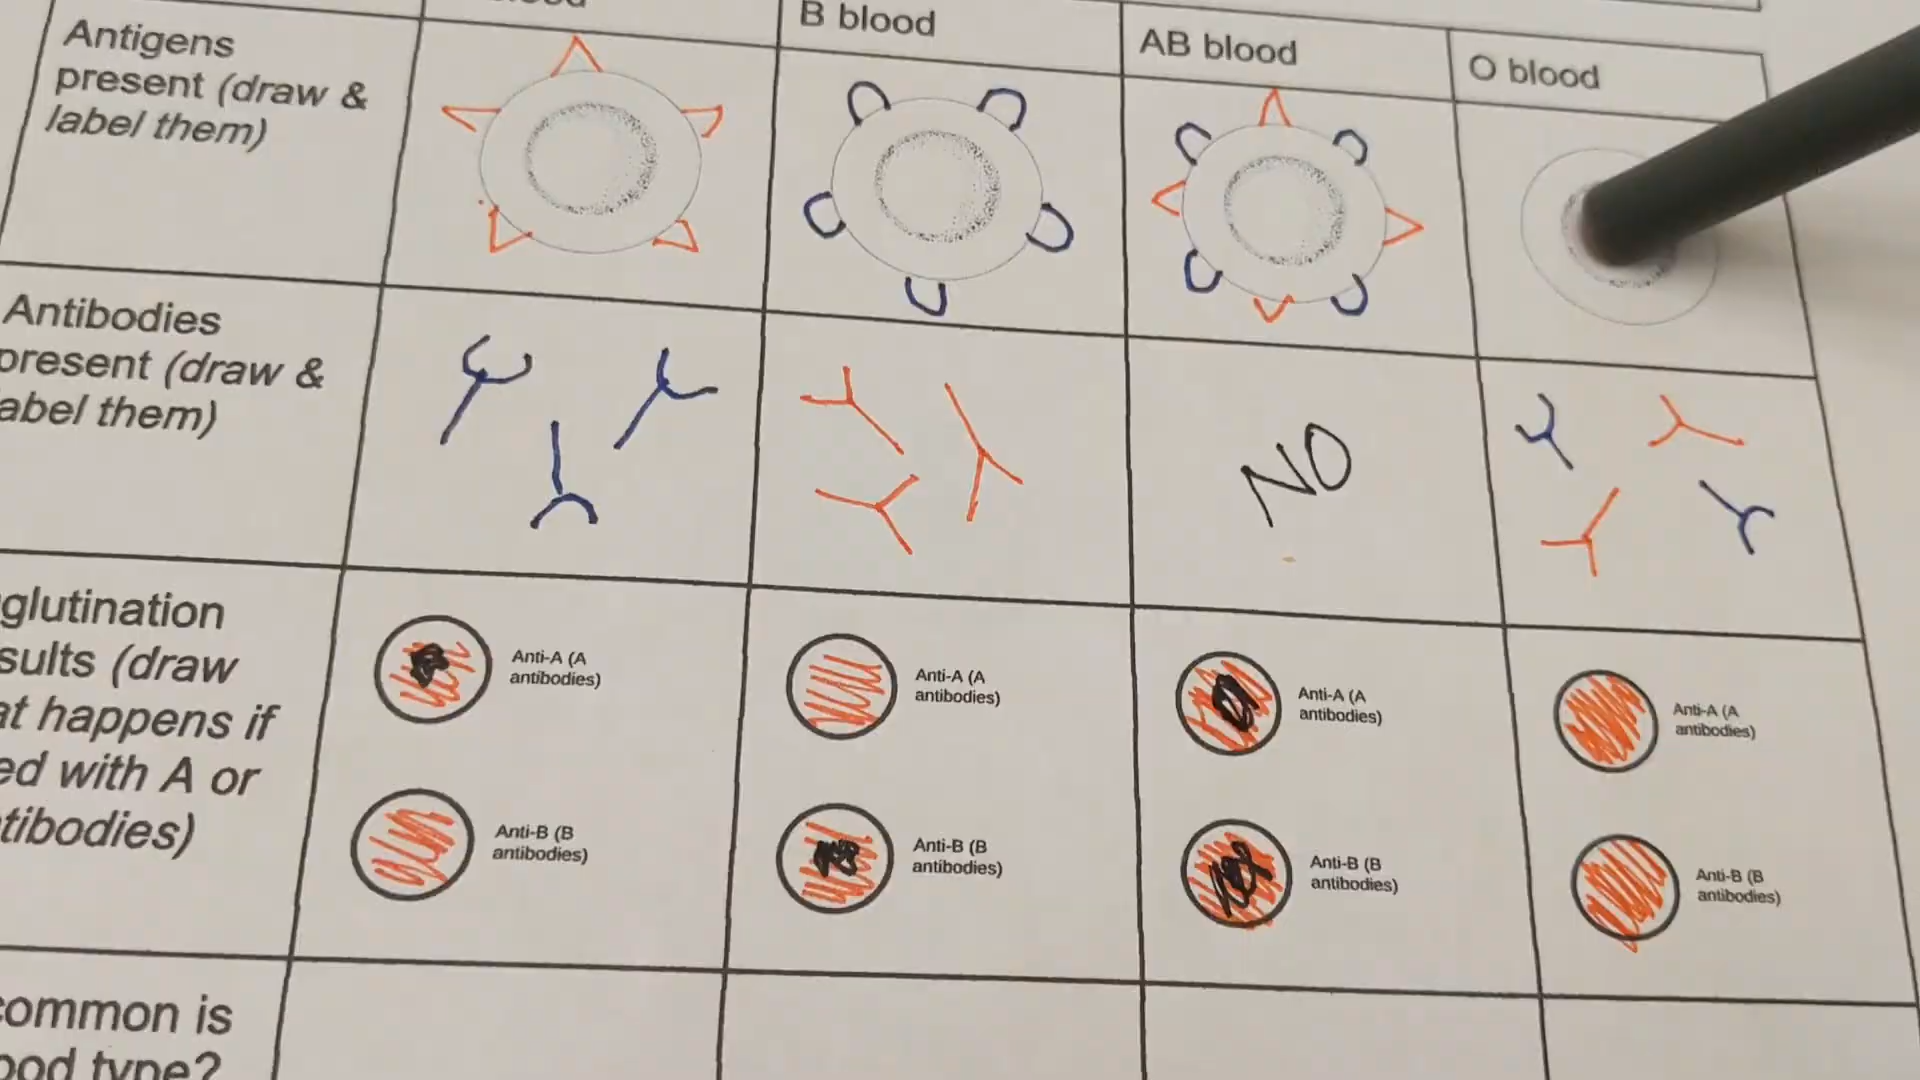 B blood
AB blood
O blood
Antigens
present (draw &
label them)
Antibodies
present (draw &
label them)
NO
glutination
sults (draw
at happens if
ed with A or
tibodies)
Anti-A (A
antibodies)
Anti-B (B
antibodies)
Anti-A (A
antibodies)
Anti-B (B
antibodies)
Anti-A (A
antibodies)
Anti-B (B
antibodies)
Anti-A (A
antibodies)
Anti-B (B
antibodies)
common is
ood type?